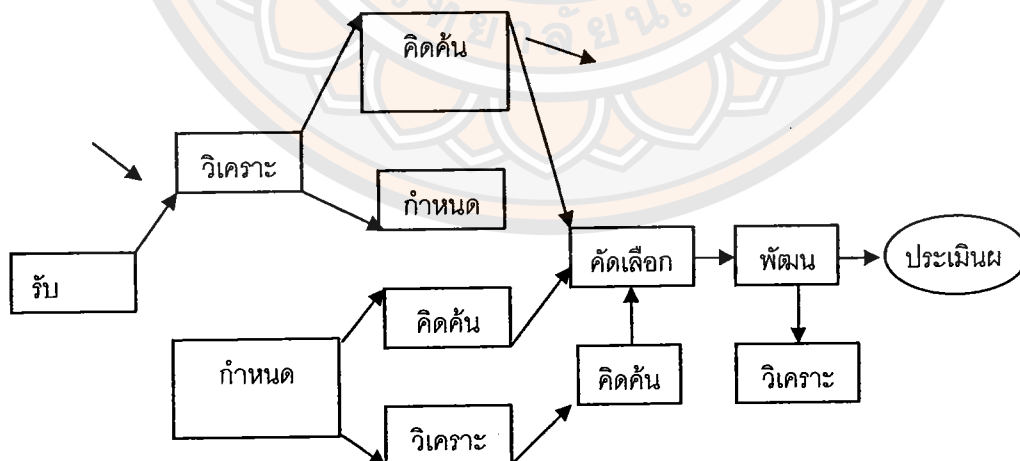 คิดค้น
วิเคราะ
กำหนด
รับ
คัดเลือก
พัฒน
ประเมินผ
คิดค้น
กำหนด
คิดค้น
วิเคราะ
วิเคราะ